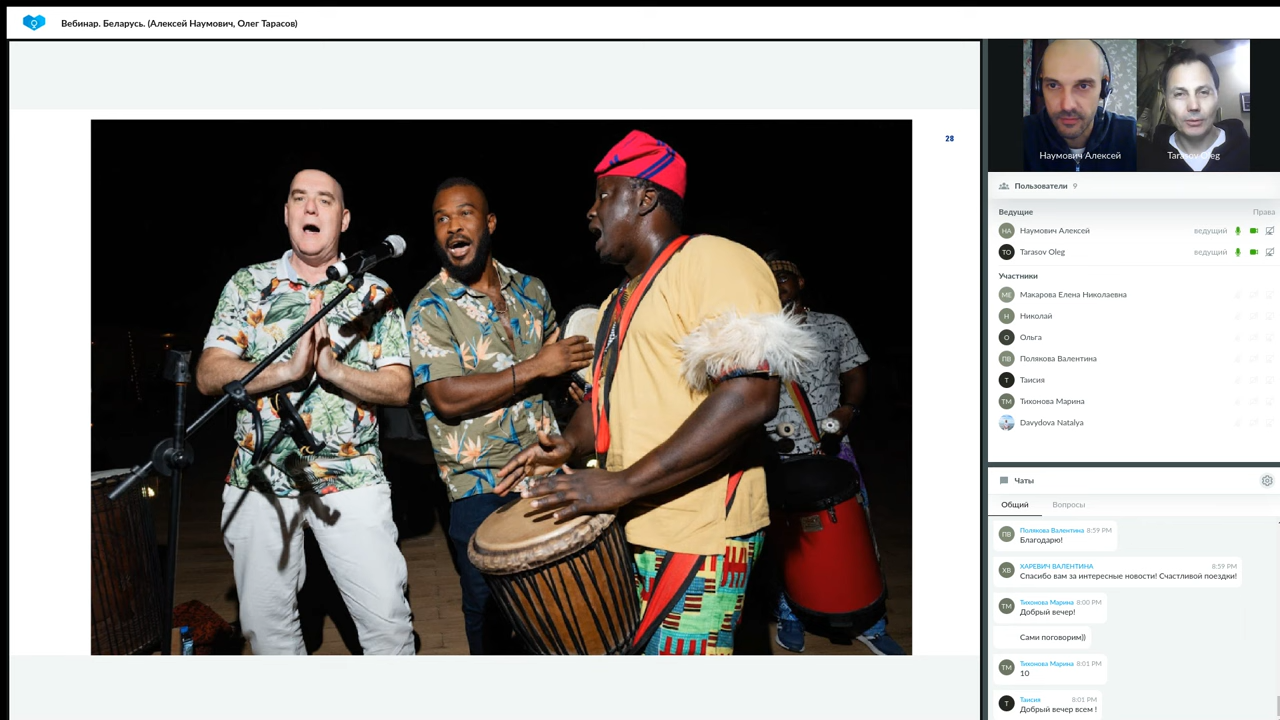 Вебинар. Беларусь. (Алексей Наумович, Олег Тарасов)
28
Наумович Алексей
Tarasov Oleg
Пользователи 9
Ведущие Права
НА Наумович Алексей ведущий
TO Tarasov Oleg ведущий
Участники
МЕ Макарова Елена Николаевна
Н Николай
О Ольга
ПВ Полякова Валентина
Т Таисия
ТМ Тихонова Марина
Davydova Natalya
Чаты
Общий Вопросы
ПВ Полякова Валентина 8:59 PM
Благодарю!
ХВ ХАРЕВИЧ ВАЛЕНТИНА 8:59 PM
Спасибо вам за интересные новости! Счастливой поездки!
ТМ Тихонова Марина 8:00 PM
Добрый вечер!
Сами поговорим))
ТМ Тихонова Марина 8:01 PM
10
Т Таисия 8:01 PM
Добрый вечер всем !